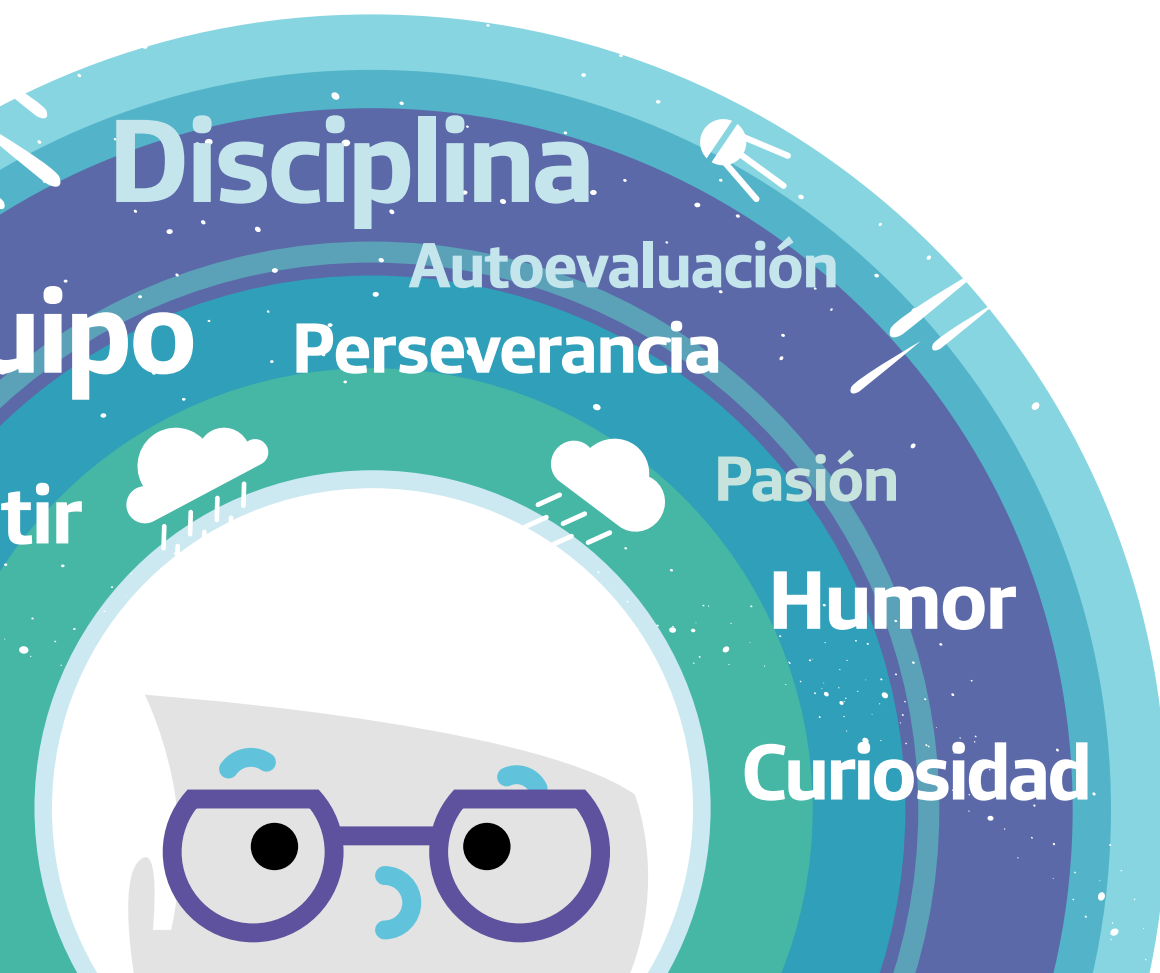 Disciplina
Autoevaluación
uipo
Perseverancia
Pasión
tir
Humor
Curiosidad